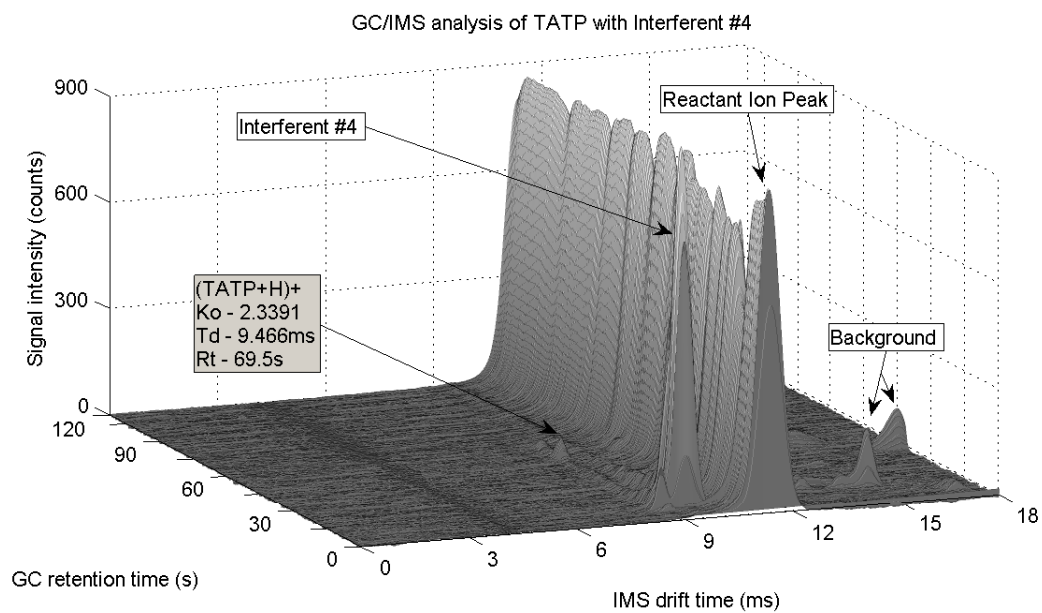 GC/IMS analysis of TATP with Interferent #4
900
600
300
0
Signal intensity (counts)
Interferent #4
Reactant Ion Peak
(TATP+H)+
Ko - 2.3391
Td - 9.466ms
Rt - 69.5s
Background
120
90
60
30
0
GC retention time (s)
0
3
6
9
12
15
18
IMS drift time (ms)